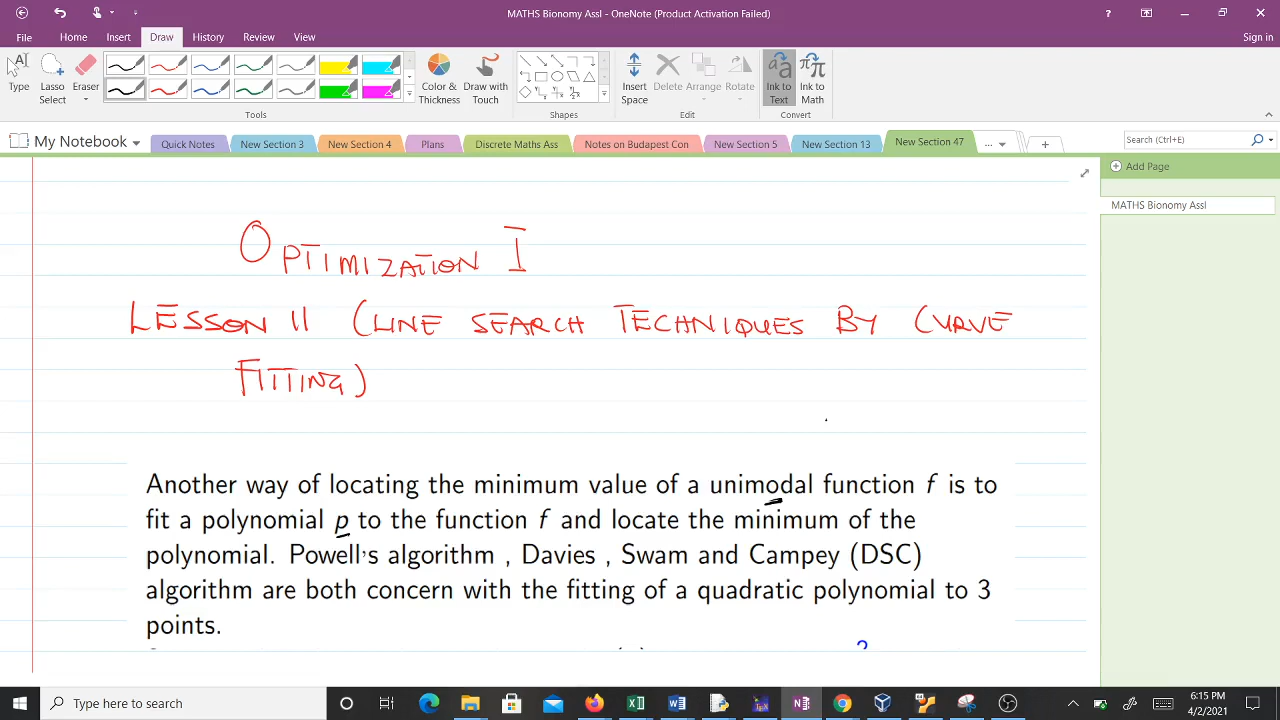 MATHS Bionomy Assl - OneNote (Product Activation Failed)
File Home Insert Draw History Review View Sign in
Type Lasso Select Eraser Color & Thickness Draw with Touch Insert Space Delete Arrange Rotate Ink to Text Ink to Math
Tools Shapes Edit Convert
My Notebook Quick Notes New Section 3 New Section 4 Plans Discrete Maths Ass Notes on Budapest Con New Section 5 New Section 13 New Section 47 ... Search (Ctrl+E)
Add Page
MATHS Bionomy Assl
OPTIMIZATION I
LESSON 11 (LINE SEARCH TECHNIQUES BY CURVE
FITTING)
Another way of locating the minimum value of a unimodal function f is to
fit a polynomial p to the function f and locate the minimum of the
polynomial. Powell's algorithm , Davies , Swam and Campey (DSC)
algorithm are both concern with the fitting of a quadratic polynomial to 3
points.
Type here to search
6:15 PM
4/2/2021